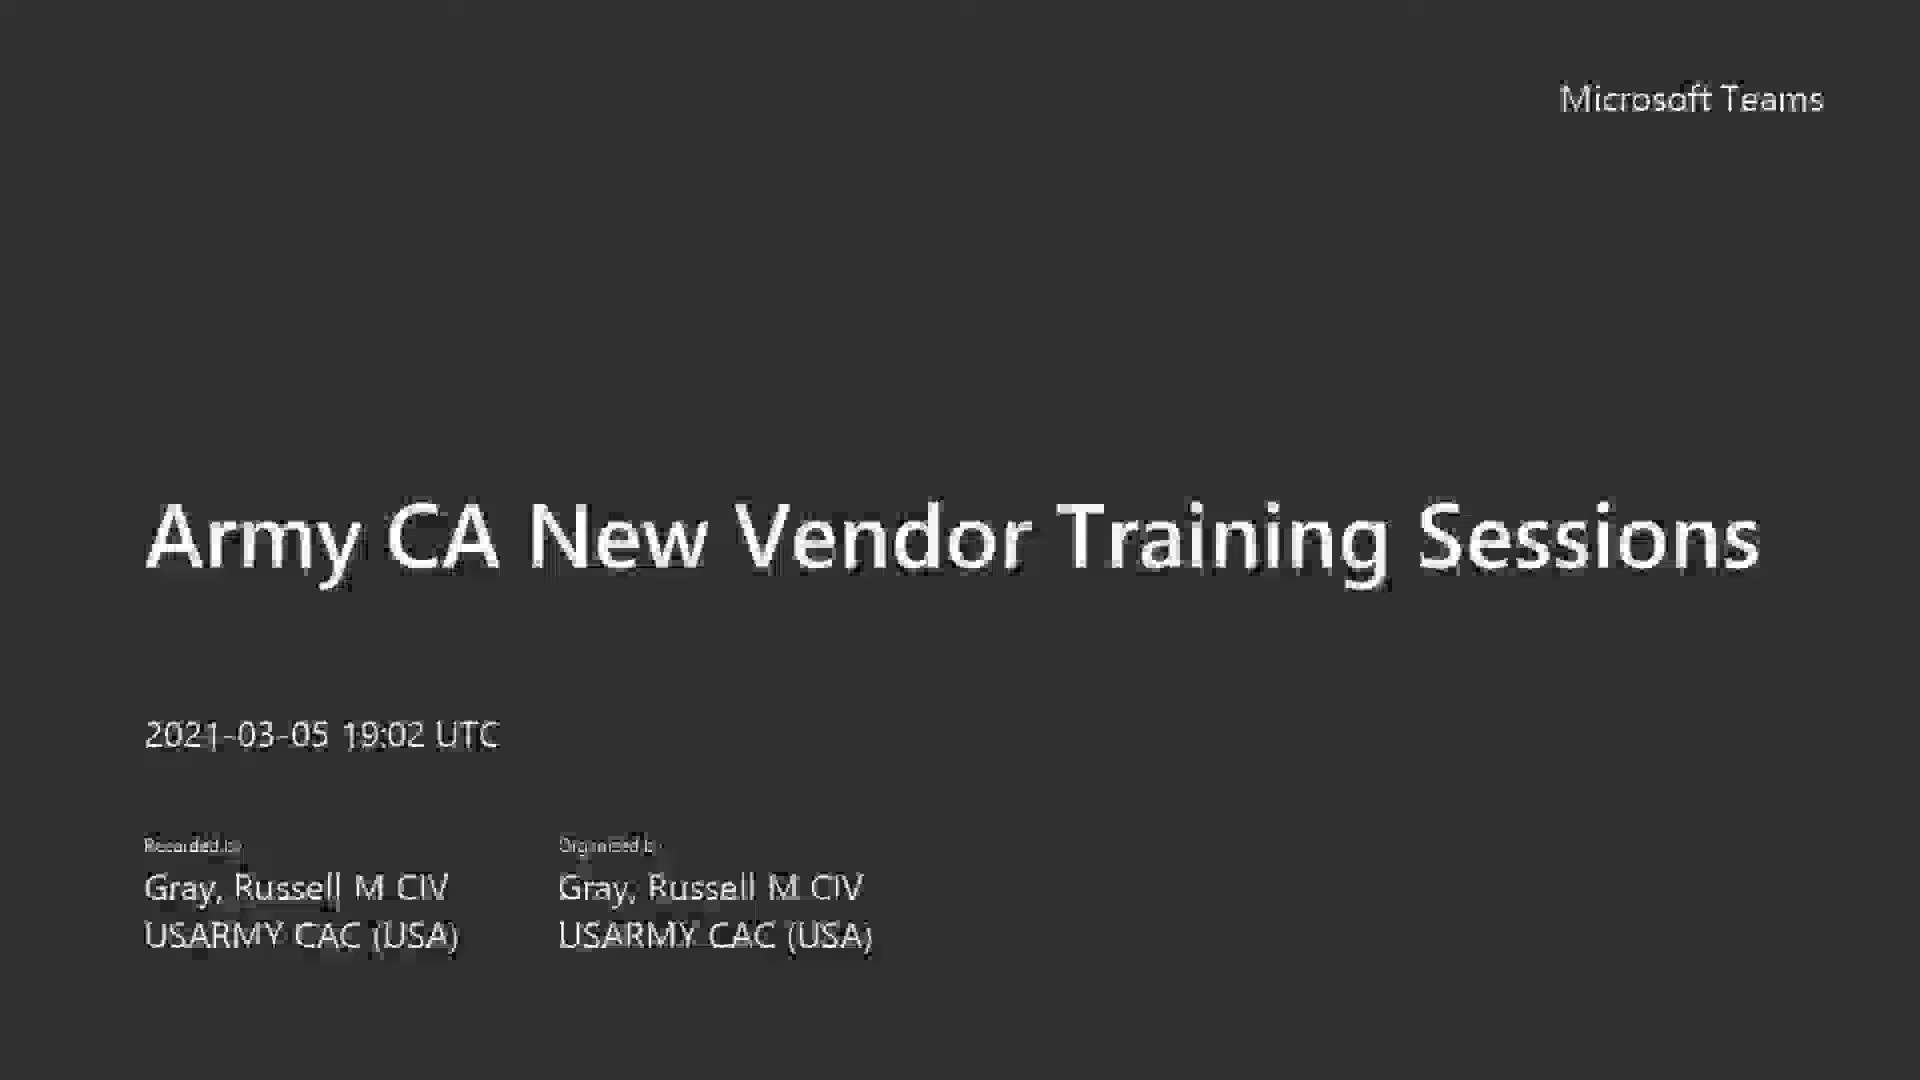 Microsoft Teams
Army CA New Vendor Training Sessions
2021-03-05 19:02 UTC
Recorded by
Organized by
Gray, Russell M CIV
USARMY CAC (USA)
Gray, Russell M CIV
USARMY CAC (USA)